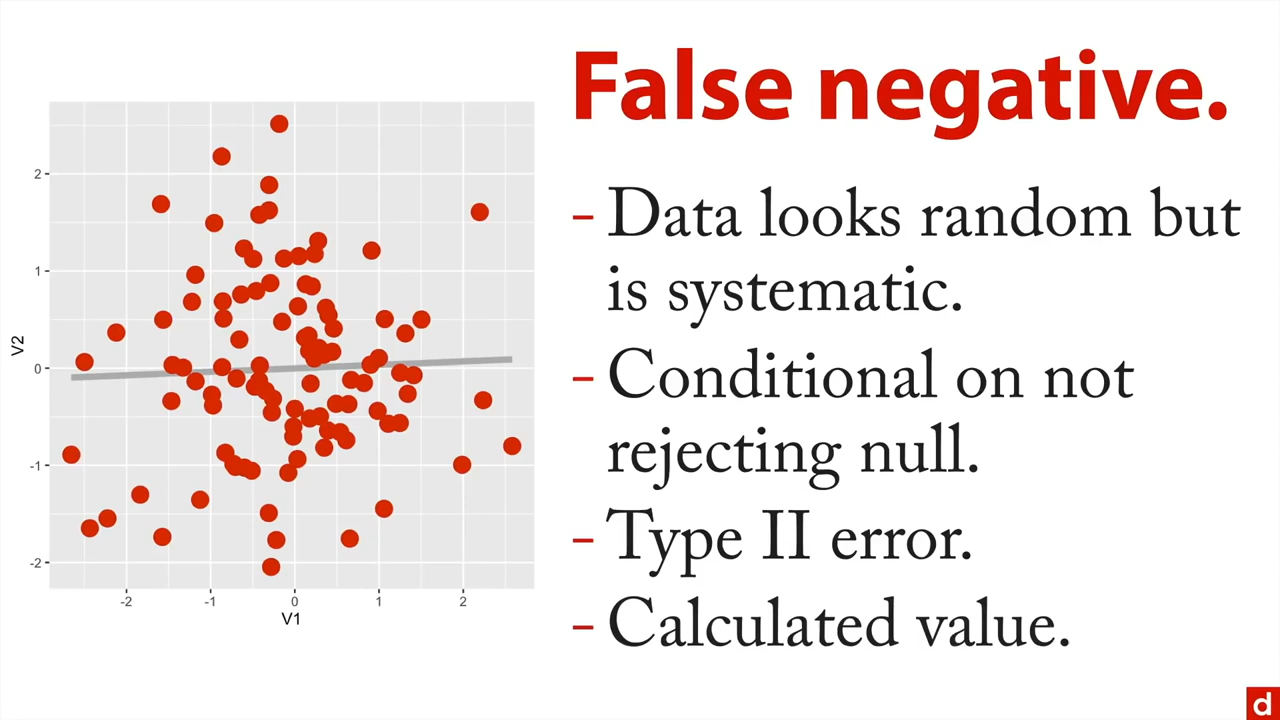 False negative.
– Data looks random but
is systematic.
– Conditional on not
rejecting null.
– Type II error.
– Calculated value.
V2
2
1
0
-1
-2
-2 -1 0 1 2
V1
d